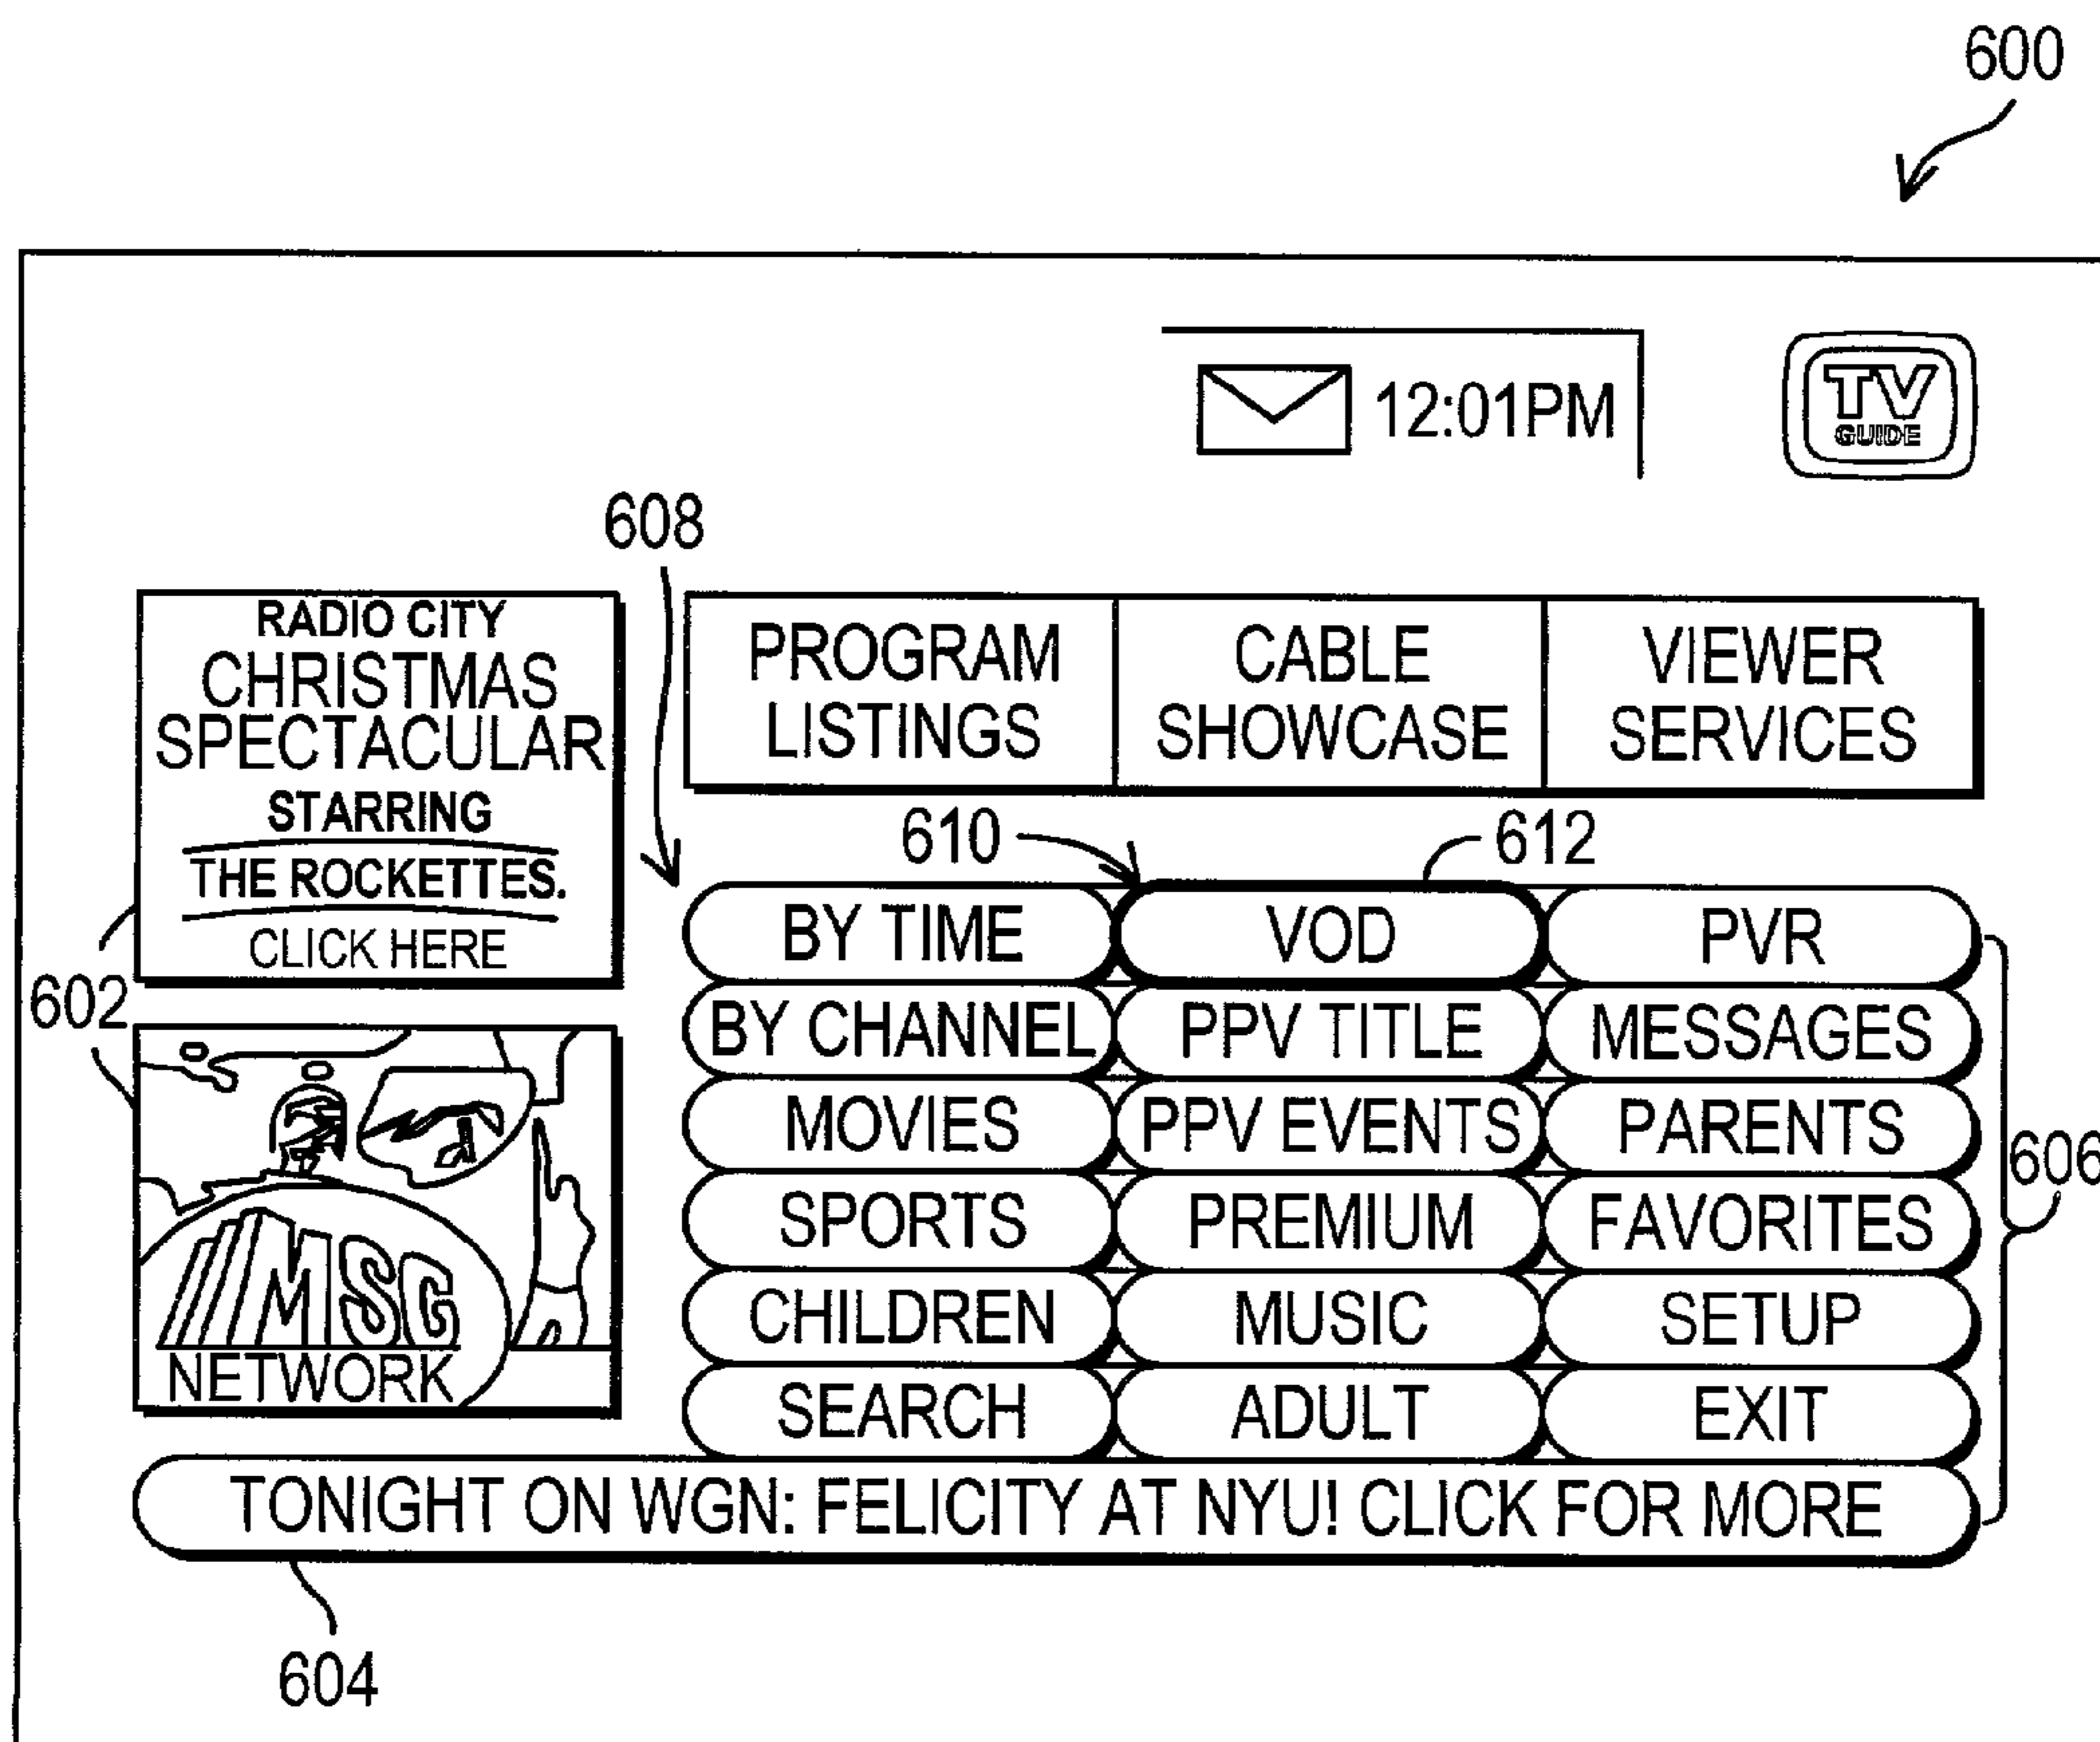 600
12:01PM
TV
GUIDE
608
RADIO CITY
CHRISTMAS
SPECTACULAR
STARRING
THE ROCKETTES.
CLICK HERE
602
PROGRAM
LISTINGS
CABLE
SHOWCASE
VIEWER
SERVICES
610
612
BY TIME
VOD
PVR
BY CHANNEL
PPV TITLE
MESSAGES
MOVIES
PPV EVENTS
PARENTS
606
SPORTS
PREMIUM
FAVORITES
CHILDREN
MUSIC
SETUP
SEARCH
ADULT
EXIT
MSG
NETWORK
TONIGHT ON WGN: FELICITY AT NYU! CLICK FOR MORE
604